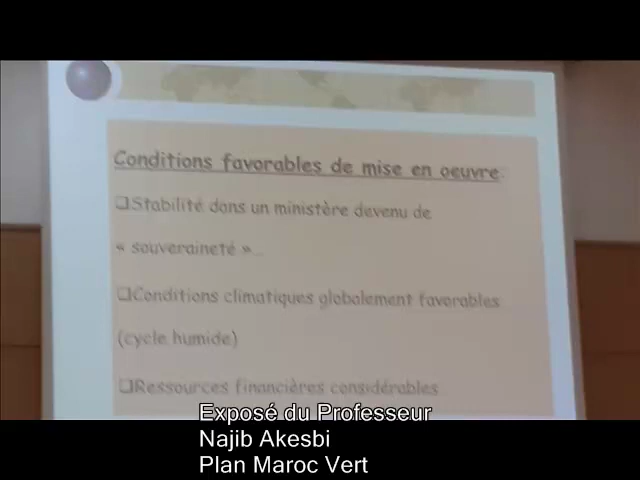 Conditions favorables de mise en oeuvre:
❑Stabilité dans un ministère devenu de
« souveraineté »…
❑Conditions climatiques globalement favorables
(cycle humide)
❑Ressources financières considérables
Exposé du Professeur
Najib Akesbi
Plan Maroc Vert